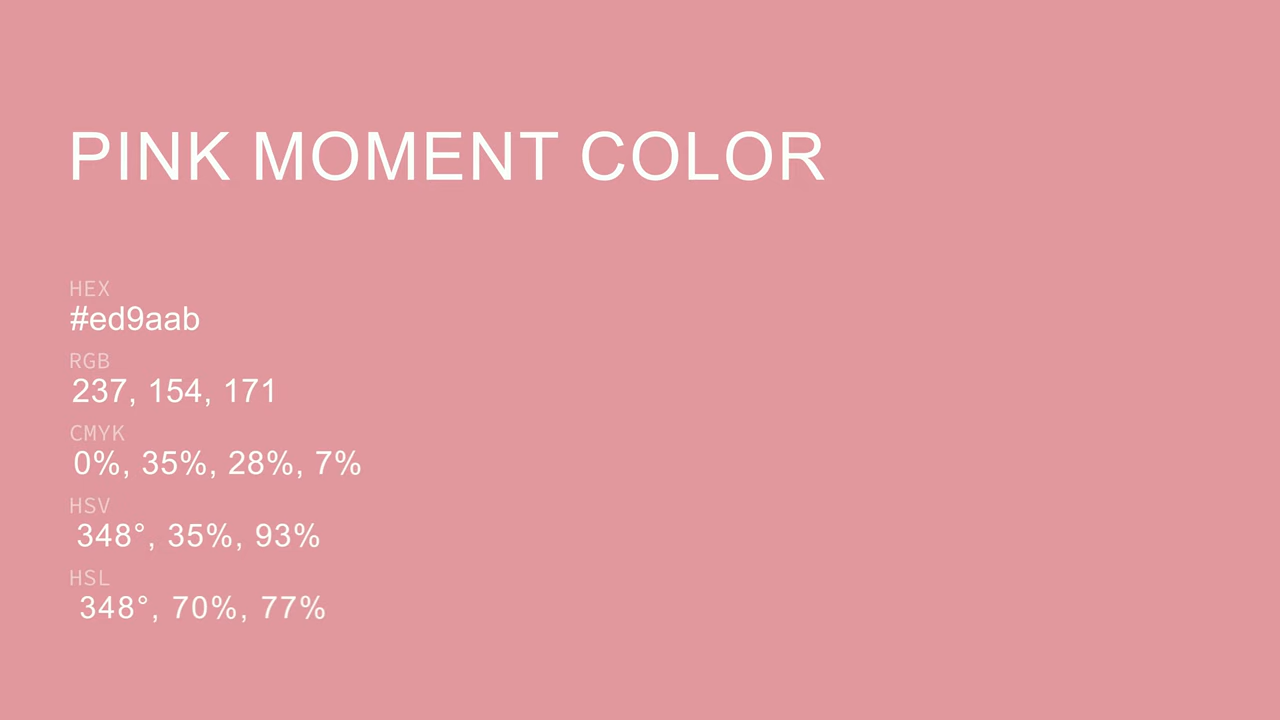 PINK MOMENT COLOR
HEX
#ed9aab
RGB
237, 154, 171
CMYK
0%, 35%, 28%, 7%
HSV
348°, 35%, 93%
HSL
348°, 70%, 77%